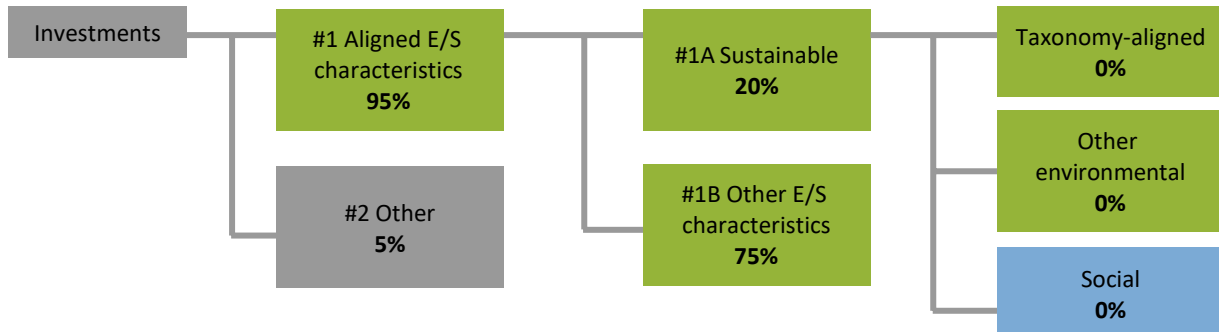 Investments
#1 Aligned E/S
characteristics
95%
#2 Other
5%
#1A Sustainable
20%
#1B Other E/S
characteristics
75%
Taxonomy-aligned
0%
Other
environmental
0%
Social
0%